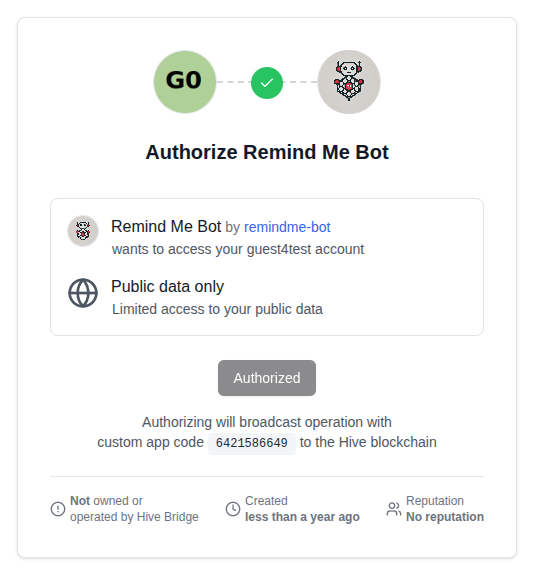 G0
Authorize Remind Me Bot
Remind Me Bot by remindme-bot
wants to access your guest4test account
Public data only
Limited access to your public data
Authorized
Authorizing will broadcast operation with
custom app code 6421586649 to the Hive blockchain
Not owned or
operated by Hive Bridge
Created
less than a year ago
Reputation
No reputation